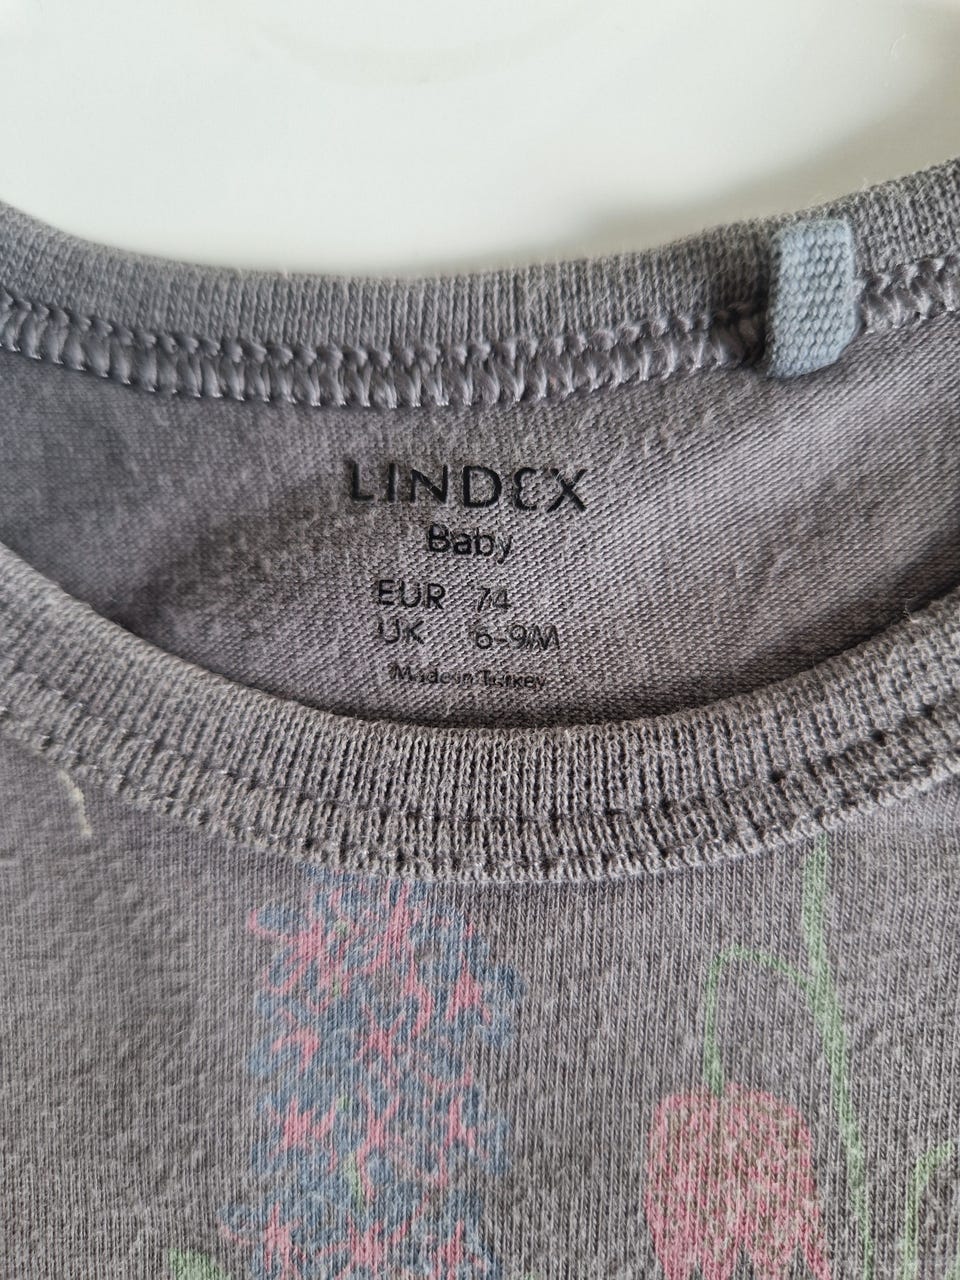 LINDEX
Baby
EUR 74
UK 6-9M
Made in Turkey